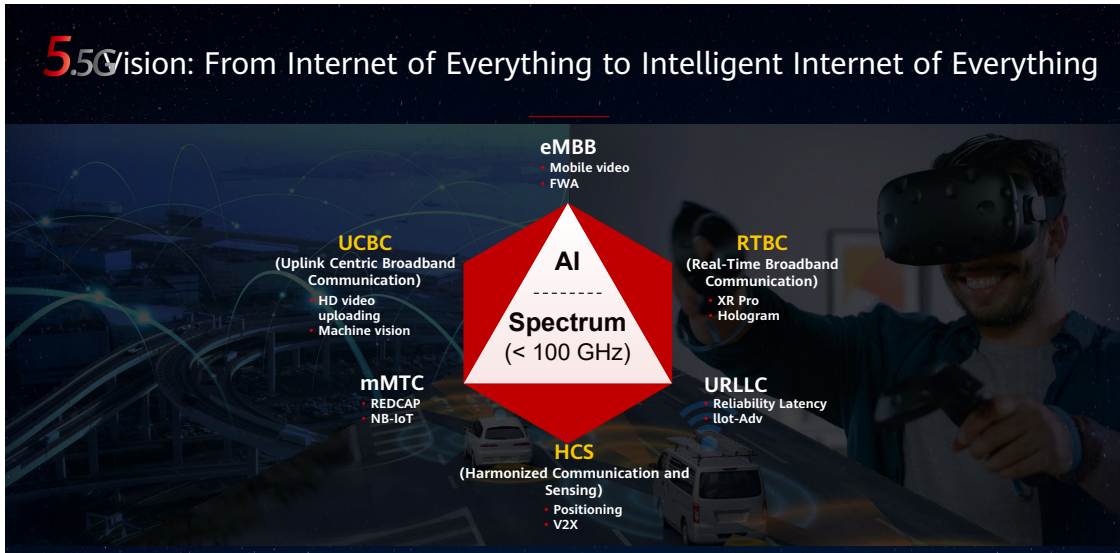 5.5G Vision: From Internet of Everything to Intelligent Internet of Everything
eMBB
• Mobile video
• FWA
UCBC
(Uplink Centric Broadband
Communication)
• HD video
uploading
• Machine vision
RTBC
(Real-Time Broadband
Communication)
• XR Pro
• Hologram
AI
--------
Spectrum
(< 100 GHz)
mMTC
• REDCAP
• NB-IoT
URLLC
• Reliability Latency
• llot-Adv
HCS
(Harmonized Communication and
Sensing)
• Positioning
• V2X